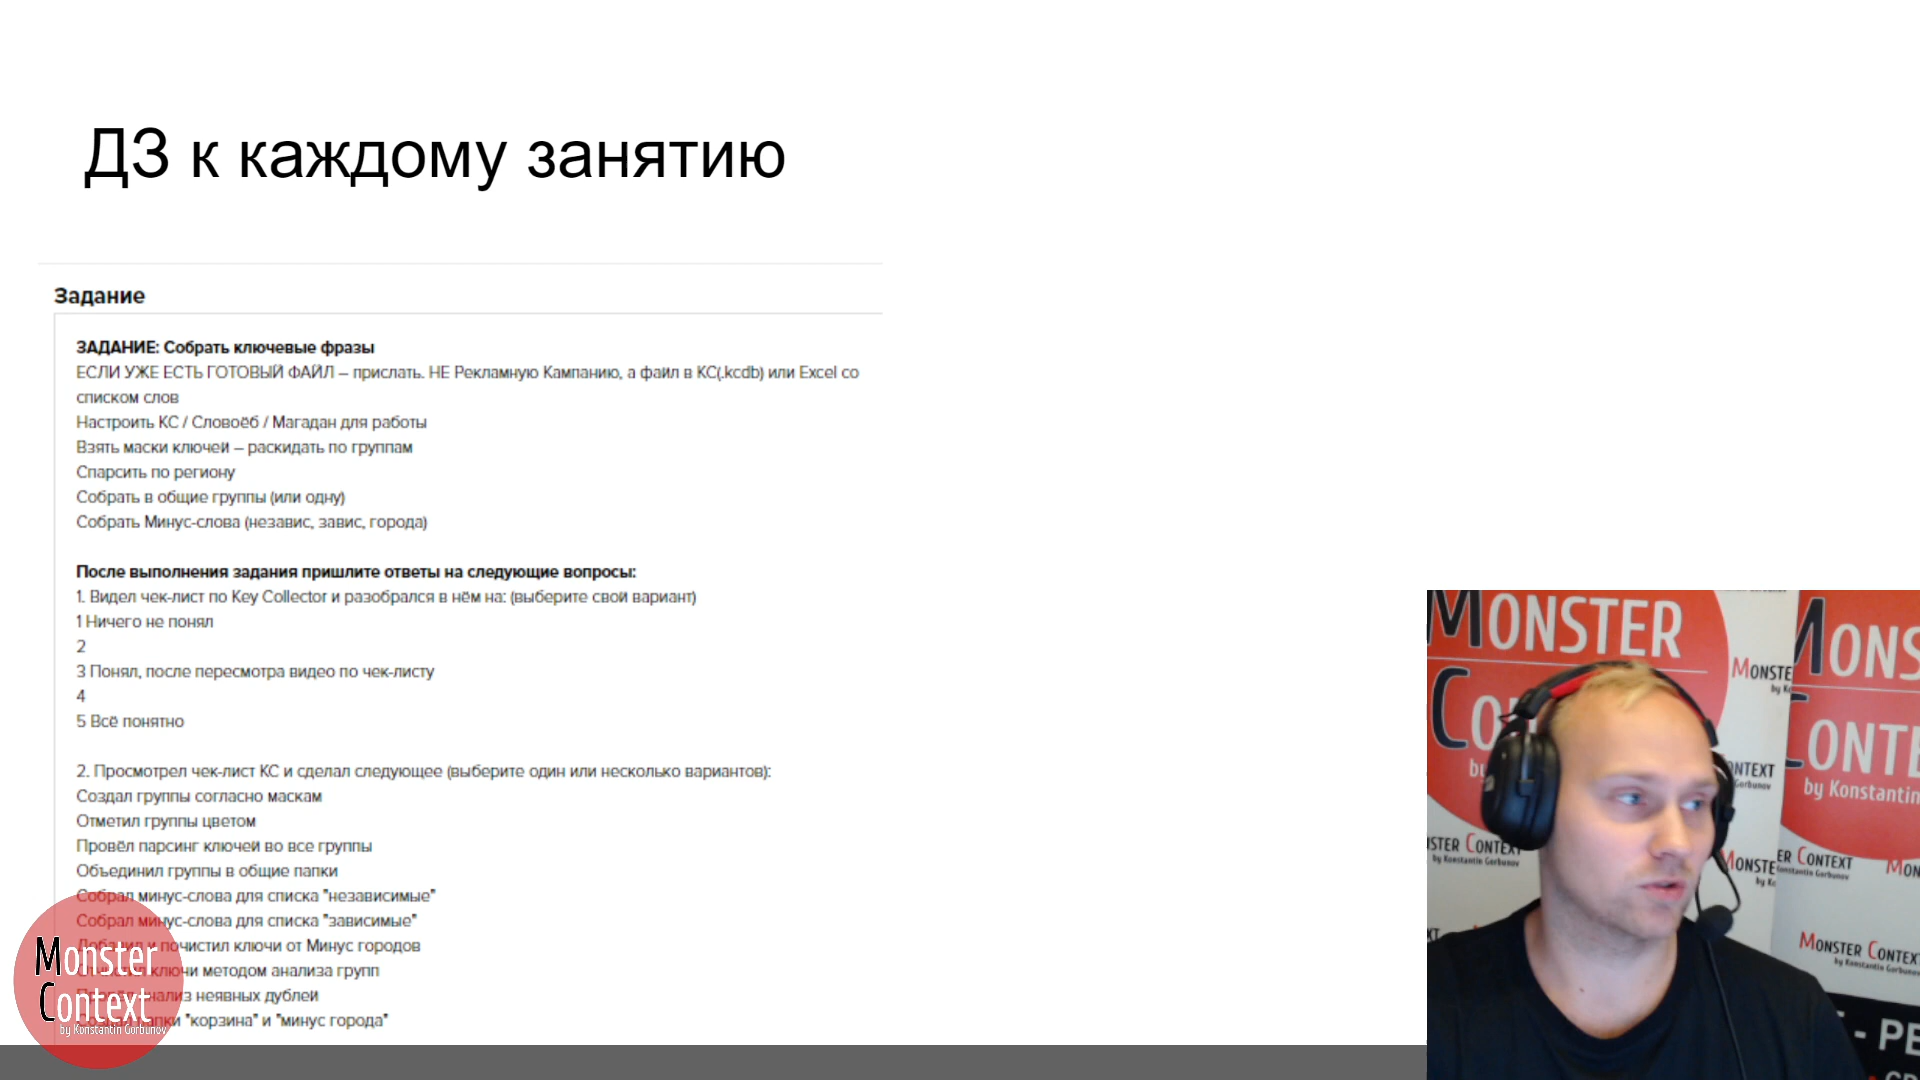 ДЗ к каждому занятию
Задание
ЗАДАНИЕ: Собрать ключевые фразы
ЕСЛИ УЖЕ ЕСТЬ ГОТОВЫЙ ФАЙЛ – прислать. НЕ Рекламную Кампанию, а файл в КС(.kcdb) или Excel со
списком слов
Настроить КС / Словоёб / Магадан для работы
Взять маски ключей – раскидать по группам
Спарсить по региону
Собрать в общие группы (или одну)
Собрать Минус-слова (независ, завис, города)
После выполнения задания пришлите ответы на следующие вопросы:
1. Видел чек-лист по Key Collector и разобрался в нём на: (выберите свой вариант)
1 Ничего не понял
2
3 Понял, после пересмотра видео по чек-листу
4
5 Всё понятно
2. Просмотрел чек-лист КС и сделал следующее (выберите один или несколько вариантов):
Создал группы согласно маскам
Отметил группы цветом
Провёл парсинг ключей во все группы
Объединил группы в общие папки
Собрал минус-слова для списка "независимые"
Собрал минус-слова для списка "зависимые"
Добавил и почистил ключи от Минус городов
ключи методом анализа групп
анализ неявных дублей
папки "корзина" и "минус города"
Monster
Context
by Konstantin Gorbunov
MONSTER
by
MONSTER CONTEXT
by Konstantin Gorbunov
- РЕ